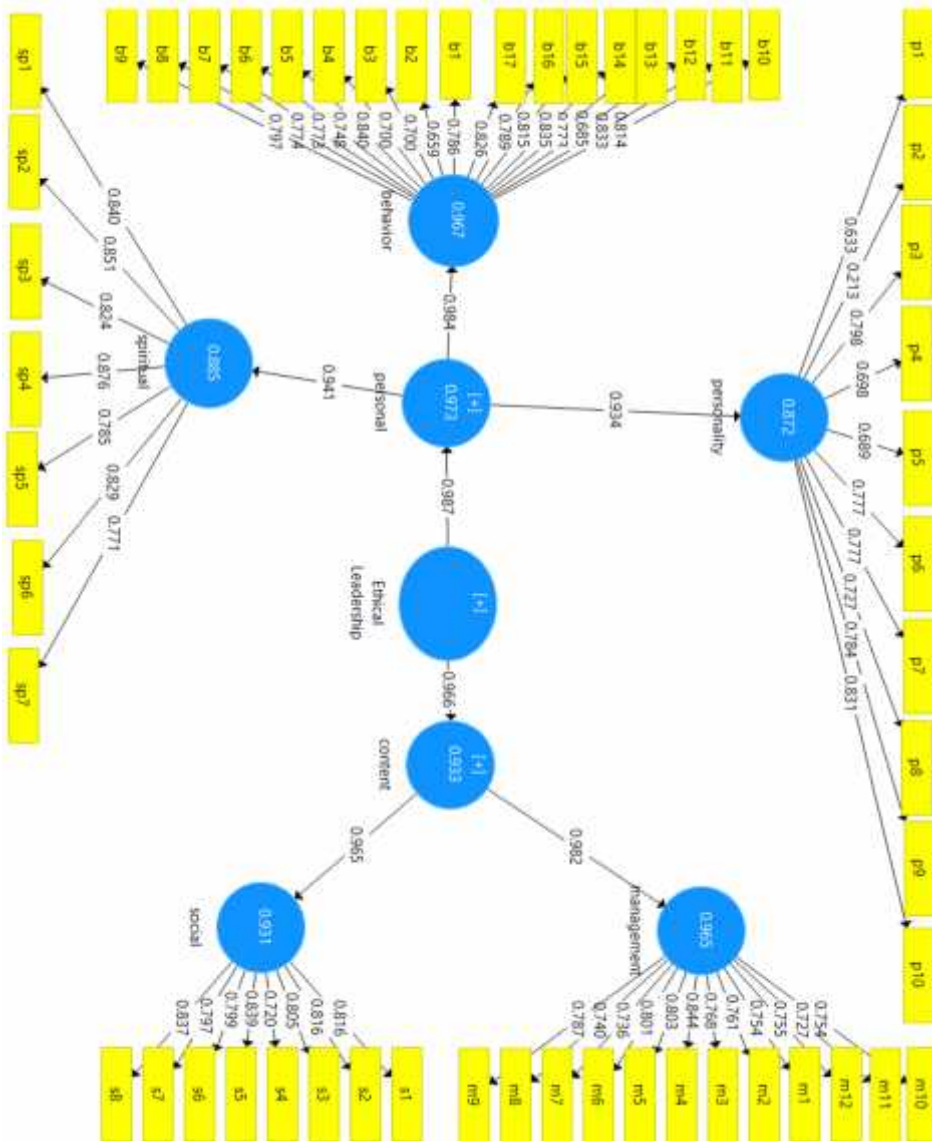 p1
p2
p3
p4
p5
p6
p7
p8
p9
p10
0.633
0.213
0.798
0.698
0.689
0.777
0.777
0.727
0.784
0.831
0.872
personality
b10
b11
b12
b13
b14
b15
b16
b17
b1
b2
b3
b4
b5
b6
b7
b8
b9
0.814
0.833
0.685
0.773
0.835
0.815
0.789
0.826
0.786
0.659
0.700
0.700
0.840
0.748
0.773
0.774
0.797
0.967
behavior
0.984
0.934
[+]
0.973
personal
0.987
[+]
Ethical
Leadership
0.966
[+]
0.933
content
0.982
0.965
management
0.965
0.754
0.727
0.755
0.754
0.761
0.768
0.844
0.803
0.801
0.736
0.740
0.787
m10
m11
m12
m1
m2
m3
m4
m5
m6
m7
m8
m9
0.931
social
0.816
0.816
0.805
0.720
0.839
0.799
0.797
0.837
s1
s2
s3
s4
s5
s6
s7
s8
0.941
0.885
spiritual
0.840
0.851
0.824
0.876
0.785
0.829
0.771
sp1
sp2
sp3
sp4
sp5
sp6
sp7